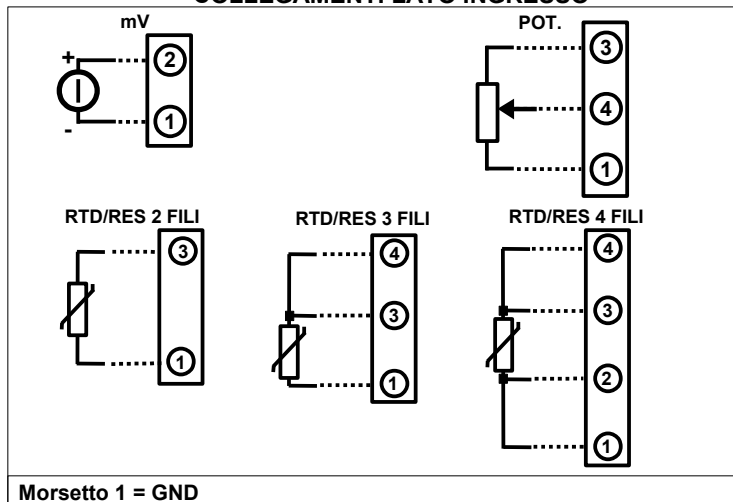 mV
POT.
+
2
1
-
3
4
1
RTD/RES 2 FILI
RTD/RES 3 FILI
RTD/RES 4 FILI
3
1
4
3
1
4
3
2
1
Morsetto 1 = GND